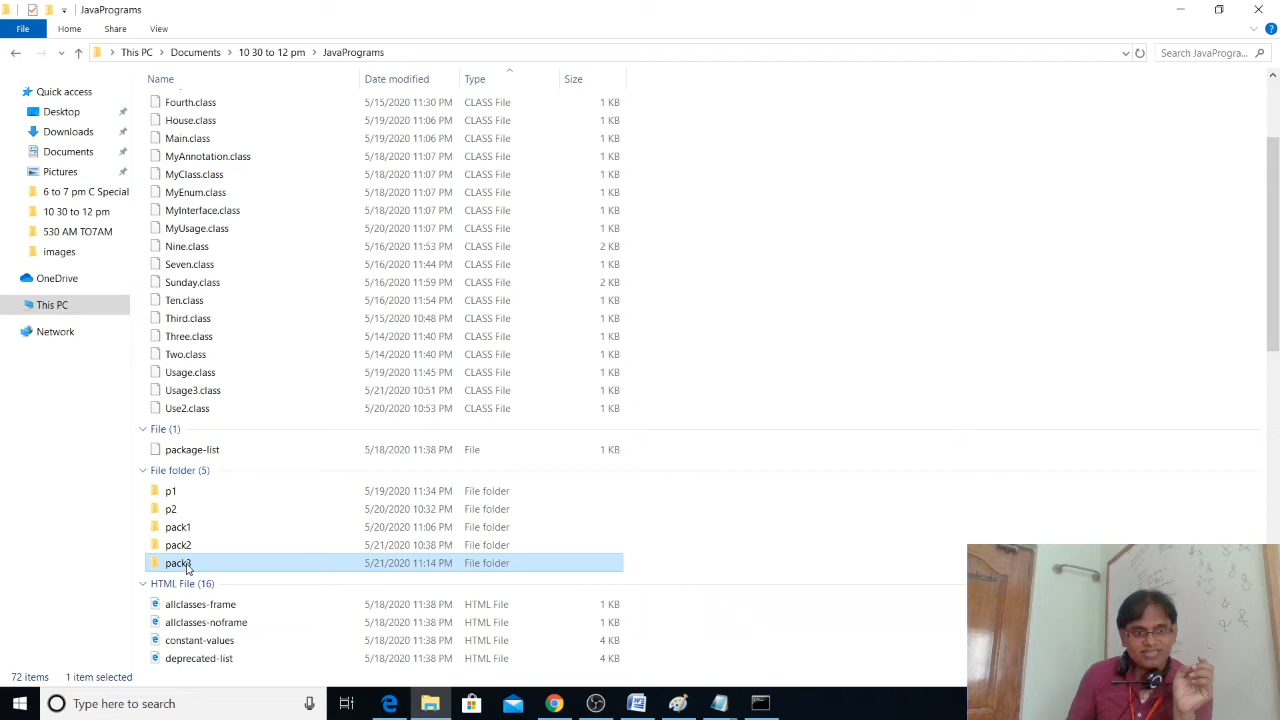 JavaPrograms
File Home Share View
This PC Documents 10 30 to 12 pm JavaPrograms Search JavaProgra...
Name Date modified Type Size
Fourth.class 5/15/2020 11:30 PM CLASS File 1 KB
House.class 5/19/2020 11:06 PM CLASS File 1 KB
Main.class 5/19/2020 11:06 PM CLASS File 1 KB
MyAnnotation.class 5/18/2020 11:07 PM CLASS File 1 KB
MyClass.class 5/18/2020 11:07 PM CLASS File 1 KB
MyEnum.class 5/18/2020 11:07 PM CLASS File 1 KB
MyInterface.class 5/18/2020 11:07 PM CLASS File 1 KB
MyUsage.class 5/20/2020 11:07 PM CLASS File 1 KB
Nine.class 5/16/2020 11:53 PM CLASS File 2 KB
Seven.class 5/16/2020 11:44 PM CLASS File 1 KB
Sunday.class 5/16/2020 11:59 PM CLASS File 2 KB
Ten.class 5/16/2020 11:54 PM CLASS File 1 KB
Third.class 5/15/2020 10:48 PM CLASS File 1 KB
Three.class 5/14/2020 11:40 PM CLASS File 1 KB
Two.class 5/14/2020 11:40 PM CLASS File 1 KB
Usage.class 5/19/2020 11:45 PM CLASS File 1 KB
Usage3.class 5/21/2020 10:51 PM CLASS File 1 KB
Use2.class 5/20/2020 10:53 PM CLASS File 1 KB
File (1)
package-list 5/18/2020 11:38 PM File 1 KB
File folder (5)
p1 5/19/2020 11:34 PM File folder
p2 5/20/2020 10:32 PM File folder
pack1 5/20/2020 11:06 PM File folder
pack2 5/21/2020 10:38 PM File folder
pack3 5/21/2020 11:14 PM File folder
HTML File (16)
allclasses-frame 5/18/2020 11:38 PM HTML File 1 KB
allclasses-noframe 5/18/2020 11:38 PM HTML File 1 KB
constant-values 5/18/2020 11:38 PM HTML File 4 KB
deprecated-list 5/18/2020 11:38 PM HTML File 4 KB
Quick access
Desktop
Downloads
Documents
Pictures
6 to 7 pm C Special
10 30 to 12 pm
530 AM TO7AM
images
OneDrive
This PC
Network
72 items 1 item selected
Type here to search